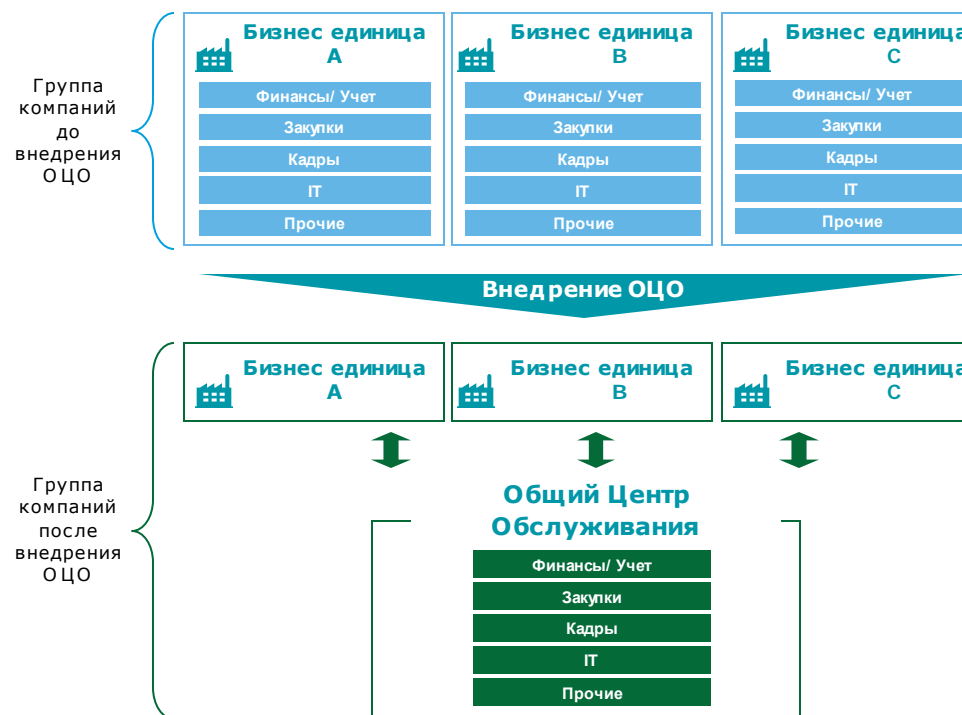 Группа
компаний
до
внедрения
ОЦО
Бизнес единица
A
Финансы/ Учет
Закупки
Кадры
IT
Прочие
Бизнес единица
B
Финансы/ Учет
Закупки
Кадры
IT
Прочие
Бизнес единица
C
Финансы/ Учет
Закупки
Кадры
IT
Прочие
Внедрение ОЦО
Группа
компаний
после
внедрения
ОЦО
Бизнес единица
A
Бизнес единица
B
Бизнес единица
C
Общий Центр
Обслуживания
Финансы/ Учет
Закупки
Кадры
IT
Прочие